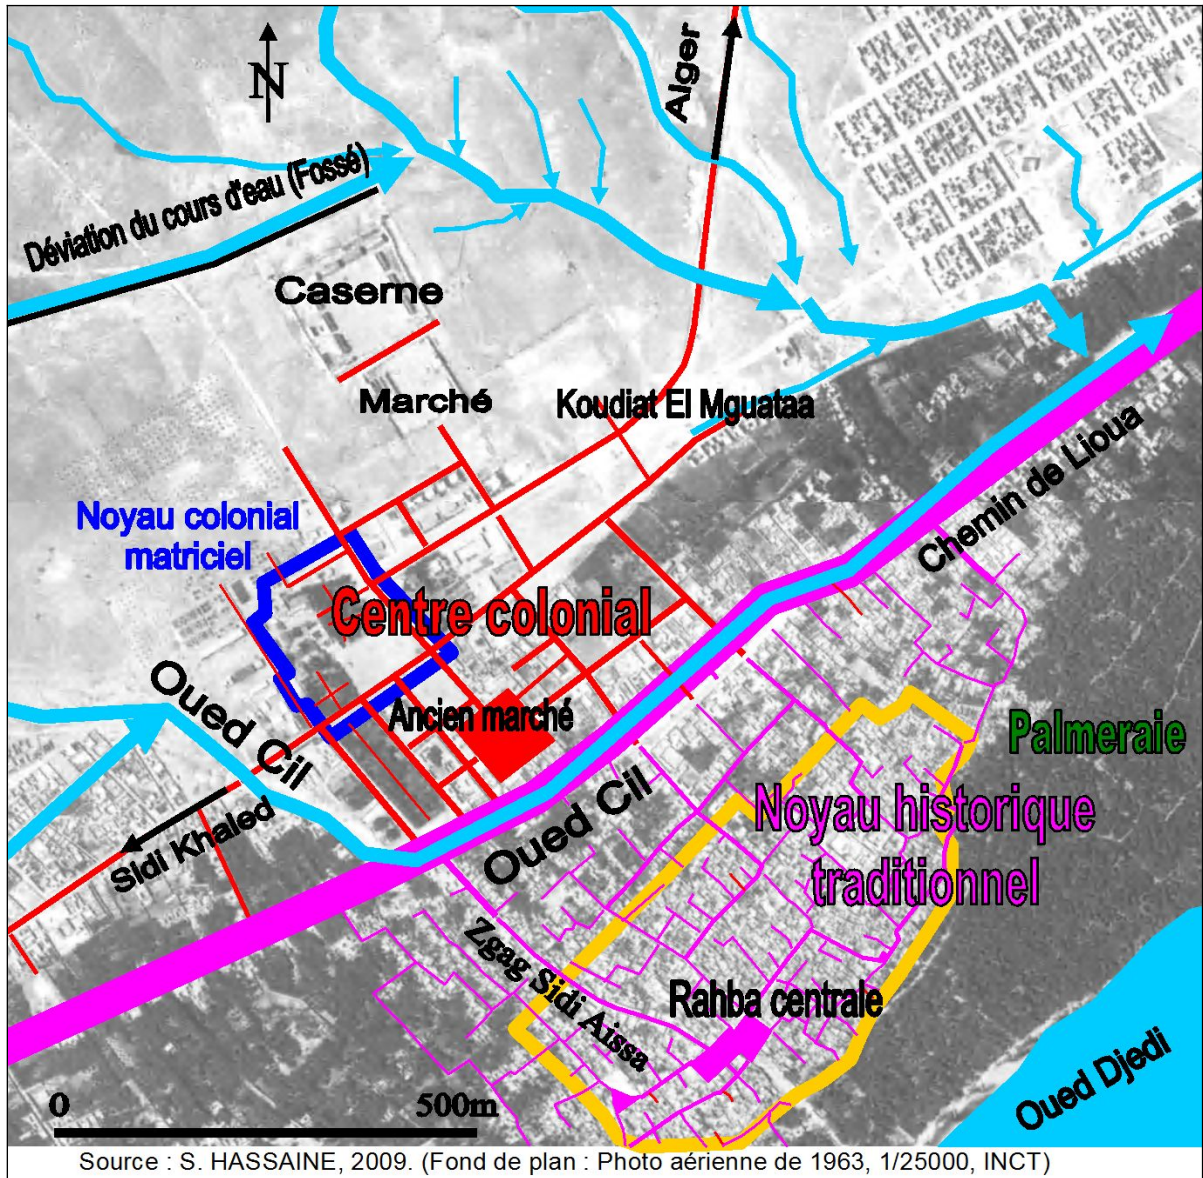 N
Alger
Déviation du cours d'eau (Fossé)
Caserne
Marché
Koudiat El Mguataa
Chemin de Lioua
Noyau colonial
matriciel
Centre colonial
Oued Cil
Ancien marché
Palmeraie
Sidi Khaled
Oued Cil
Noyau historique
traditionnel
Zgag Sidi Aissa
Rahba centrale
Oued Djedi
0 500m
Source : S. HASSAINE, 2009. (Fond de plan : Photo aérienne de 1963, 1/25000, INCT)